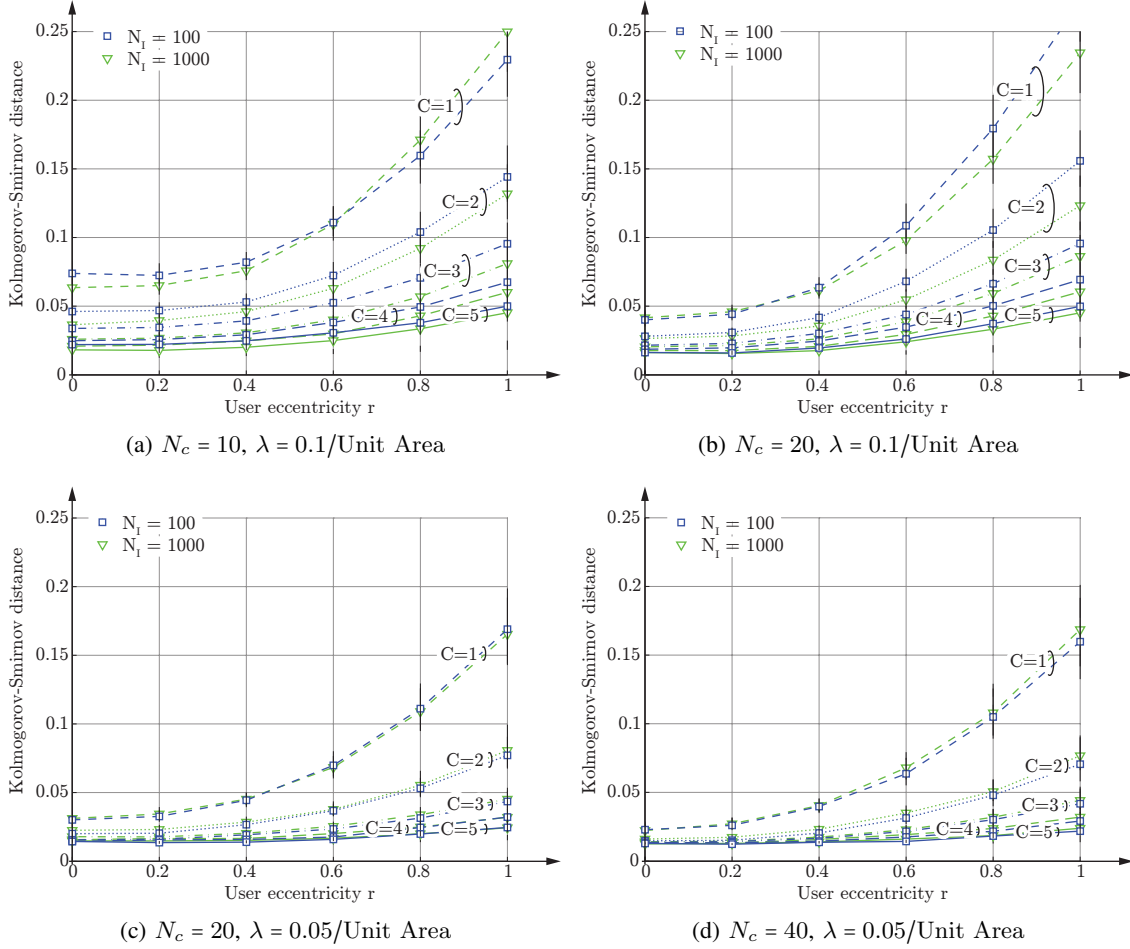 0.25
0.2
0.15
0.1
0.05
0
Kolmogorov-Smirnov distance
N_I = 100
N_I = 1000
C=1
C=2
C=3
C=4
C=5
0 0.2 0.4 0.6 0.8 1
User eccentricity r
(a) N_c = 10, λ = 0.1/Unit Area
0.25
0.2
0.15
0.1
0.05
0
Kolmogorov-Smirnov distance
N_I = 100
N_I = 1000
C=1
C=2
C=3
C=4
C=5
0 0.2 0.4 0.6 0.8 1
User eccentricity r
(b) N_c = 20, λ = 0.1/Unit Area
0.25
0.2
0.15
0.1
0.05
0
Kolmogorov-Smirnov distance
N_I = 100
N_I = 1000
C=1
C=2
C=3
C=4
C=5
0 0.2 0.4 0.6 0.8 1
User eccentricity r
(c) N_c = 20, λ = 0.05/Unit Area
0.25
0.2
0.15
0.1
0.05
0
Kolmogorov-Smirnov distance
N_I = 100
N_I = 1000
C=1
C=2
C=3
C=4
C=5
0 0.2 0.4 0.6 0.8 1
User eccentricity r
(d) N_c = 40, λ = 0.05/Unit Area